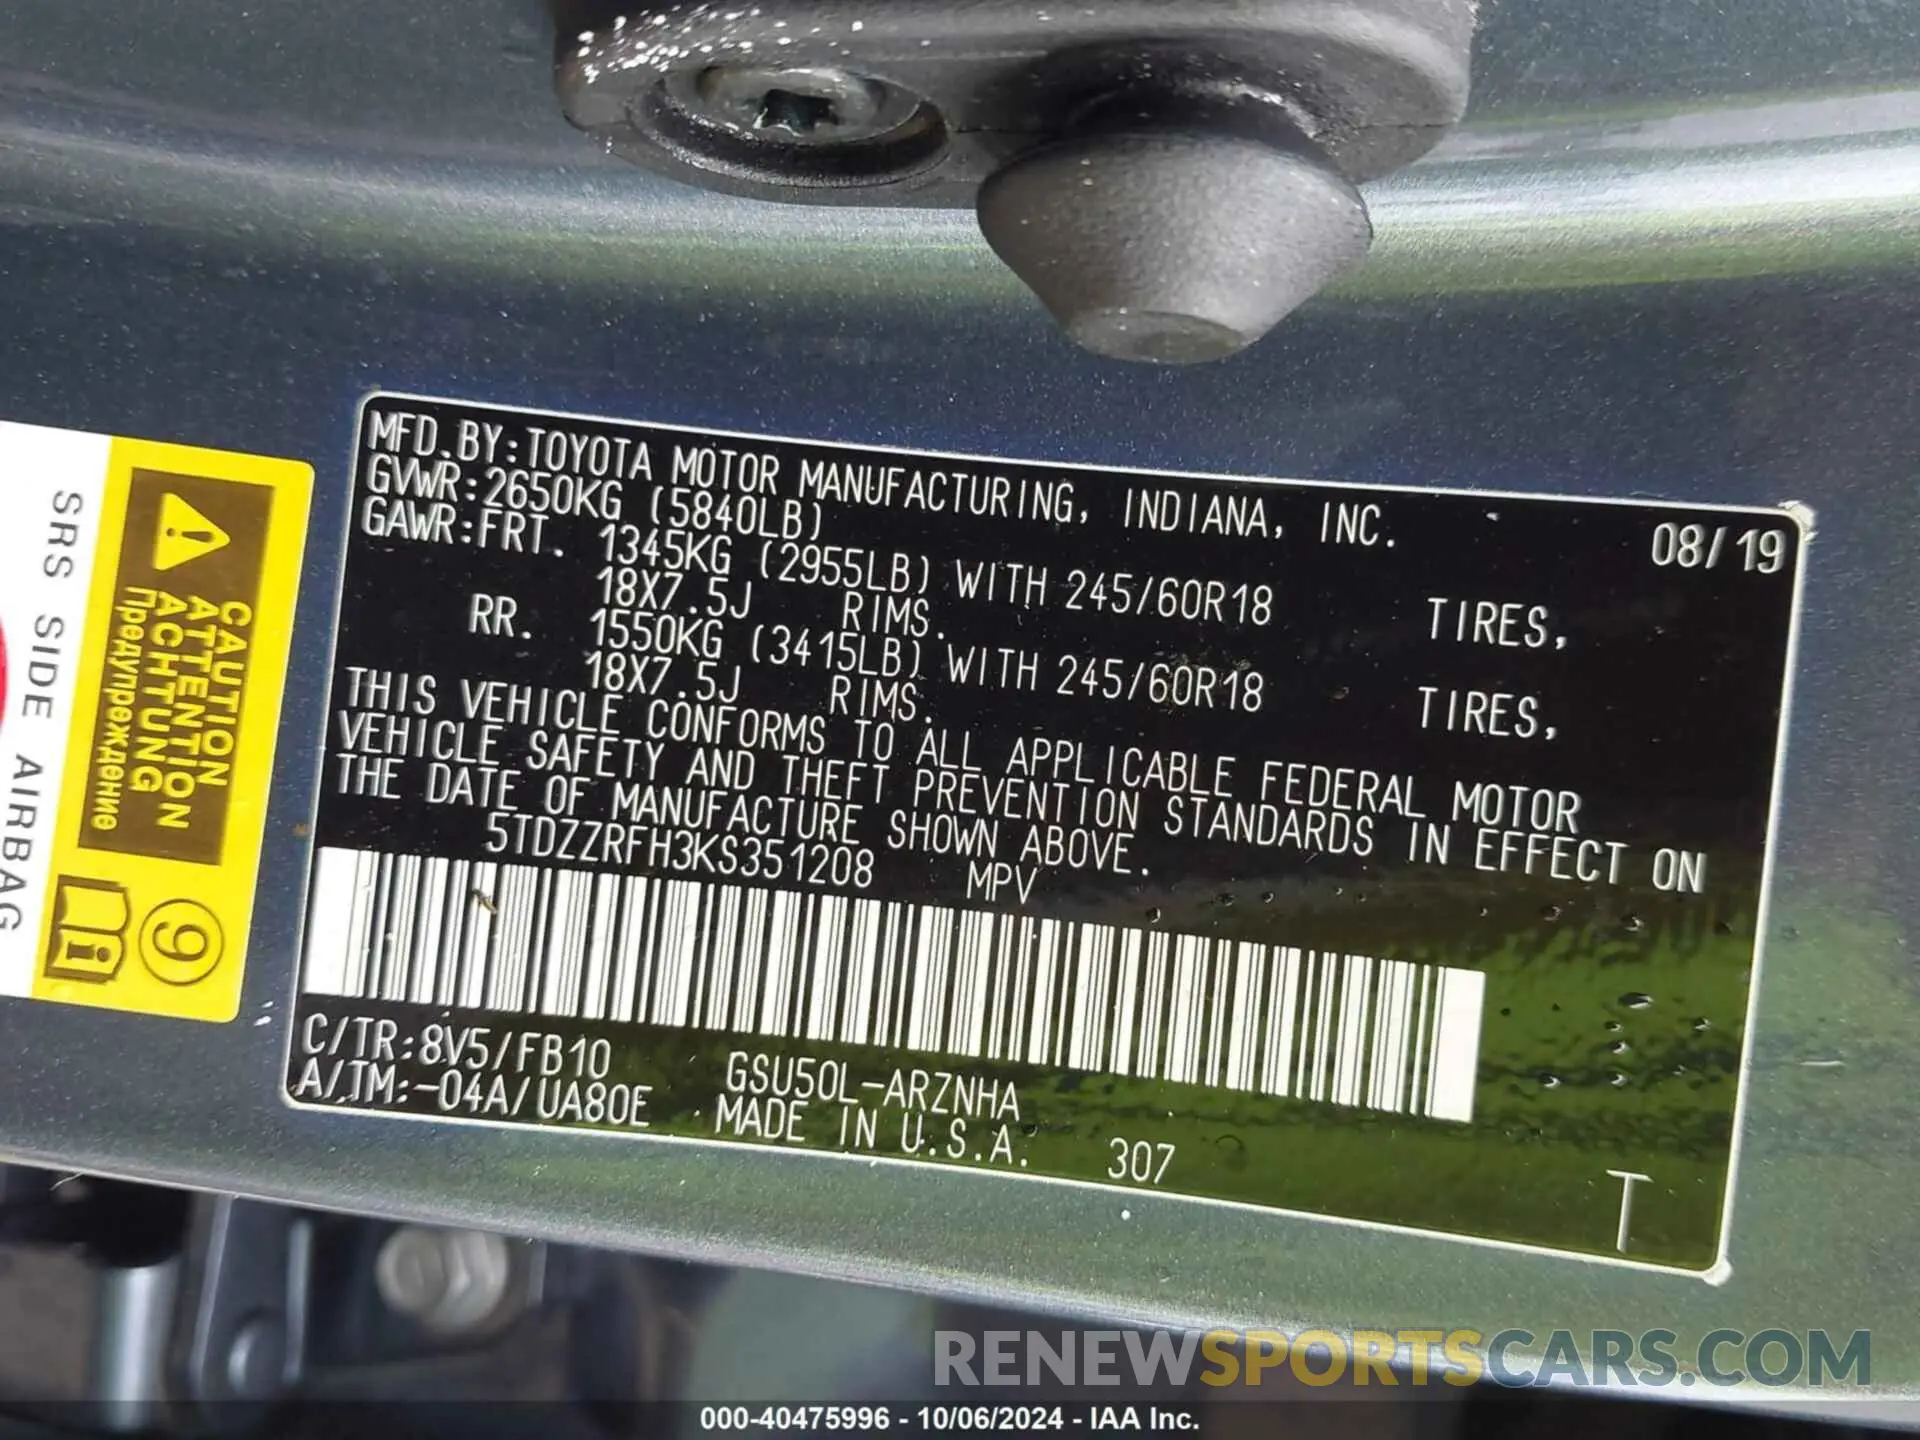 MFD.BY:TOYOTA MOTOR MANUFACTURING, INDIANA, INC. 08/19
GVWR:2650KG (5840LB)
GAWR:FRT. 1345KG (2955LB) WITH 245/60R18 TIRES,
18X7.5J RIMS.
RR. 1550KG (3415LB) WITH 245/60R18 TIRES,
18X7.5J RIMS.
THIS VEHICLE CONFORMS TO ALL APPLICABLE FEDERAL MOTOR
VEHICLE SAFETY AND THEFT PREVENTION STANDARDS IN EFFECT ON
THE DATE OF MANUFACTURE SHOWN ABOVE.
5TDZZRFH3KS351208 MPV
C/TR:8V5/FB10 GSU50L-ARZNHA
A/TM:-04A/UA80E MADE IN U.S.A. 307
T
CAUTION
ATTENTION
ACHTUNG
Предупреждение
9
SRS SIDE AIRBAG
RENEWSPORTSCARS.COM
000-40475996 - 10/06/2024 - IAA Inc.